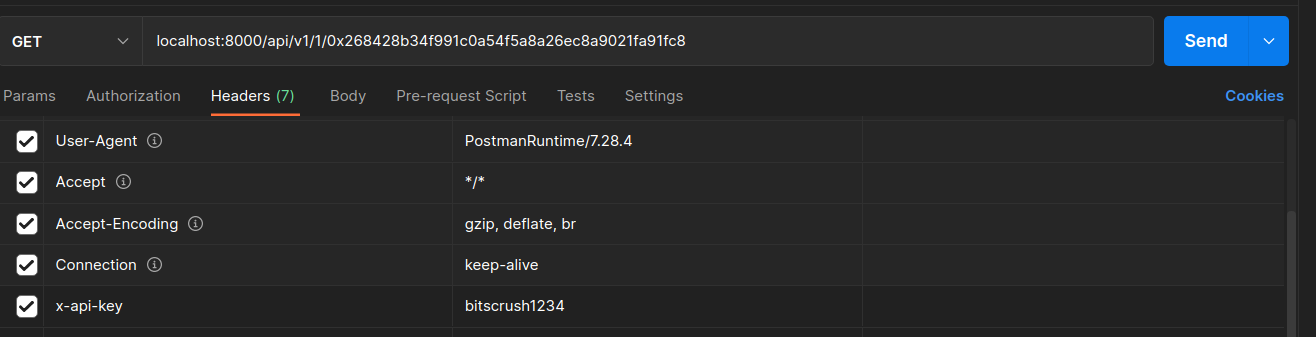 GET localhost:8000/api/v1/1/0x268428b34f991c0a54f5a8a26ec8a9021fa91fc8 Send
Params Authorization Headers (7) Body Pre-request Script Tests Settings Cookies
User-Agent PostmanRuntime/7.28.4
Accept */*
Accept-Encoding gzip, deflate, br
Connection keep-alive
x-api-key bitscrush1234